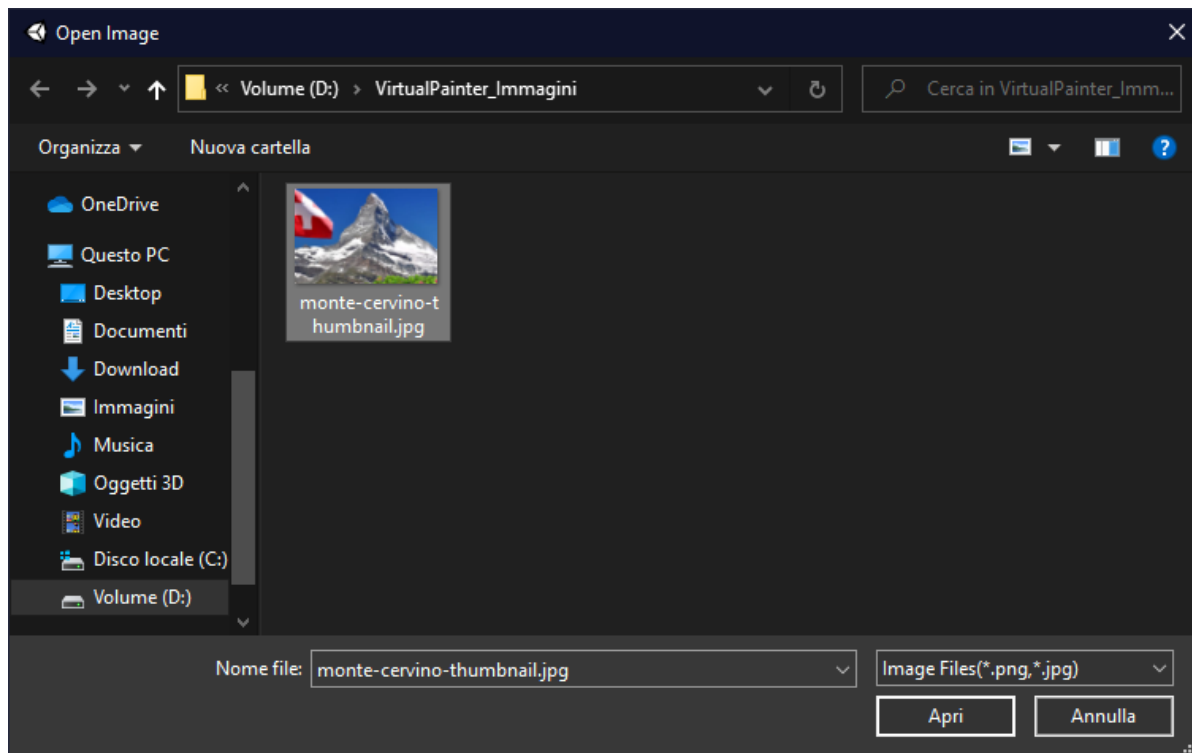 Open Image
« Volume (D:) › VirtualPainter_Immagini
Cerca in VirtualPainter_Imm...
Organizza
Nuova cartella
?
OneDrive
Questo PC
Desktop
Documenti
Download
Immagini
Musica
Oggetti 3D
Video
Disco locale (C:)
Volume (D:)
monte-cervino-t
humbnail.jpg
Nome file: monte-cervino-thumbnail.jpg
Image Files(*.png,*.jpg)
Apri
Annulla